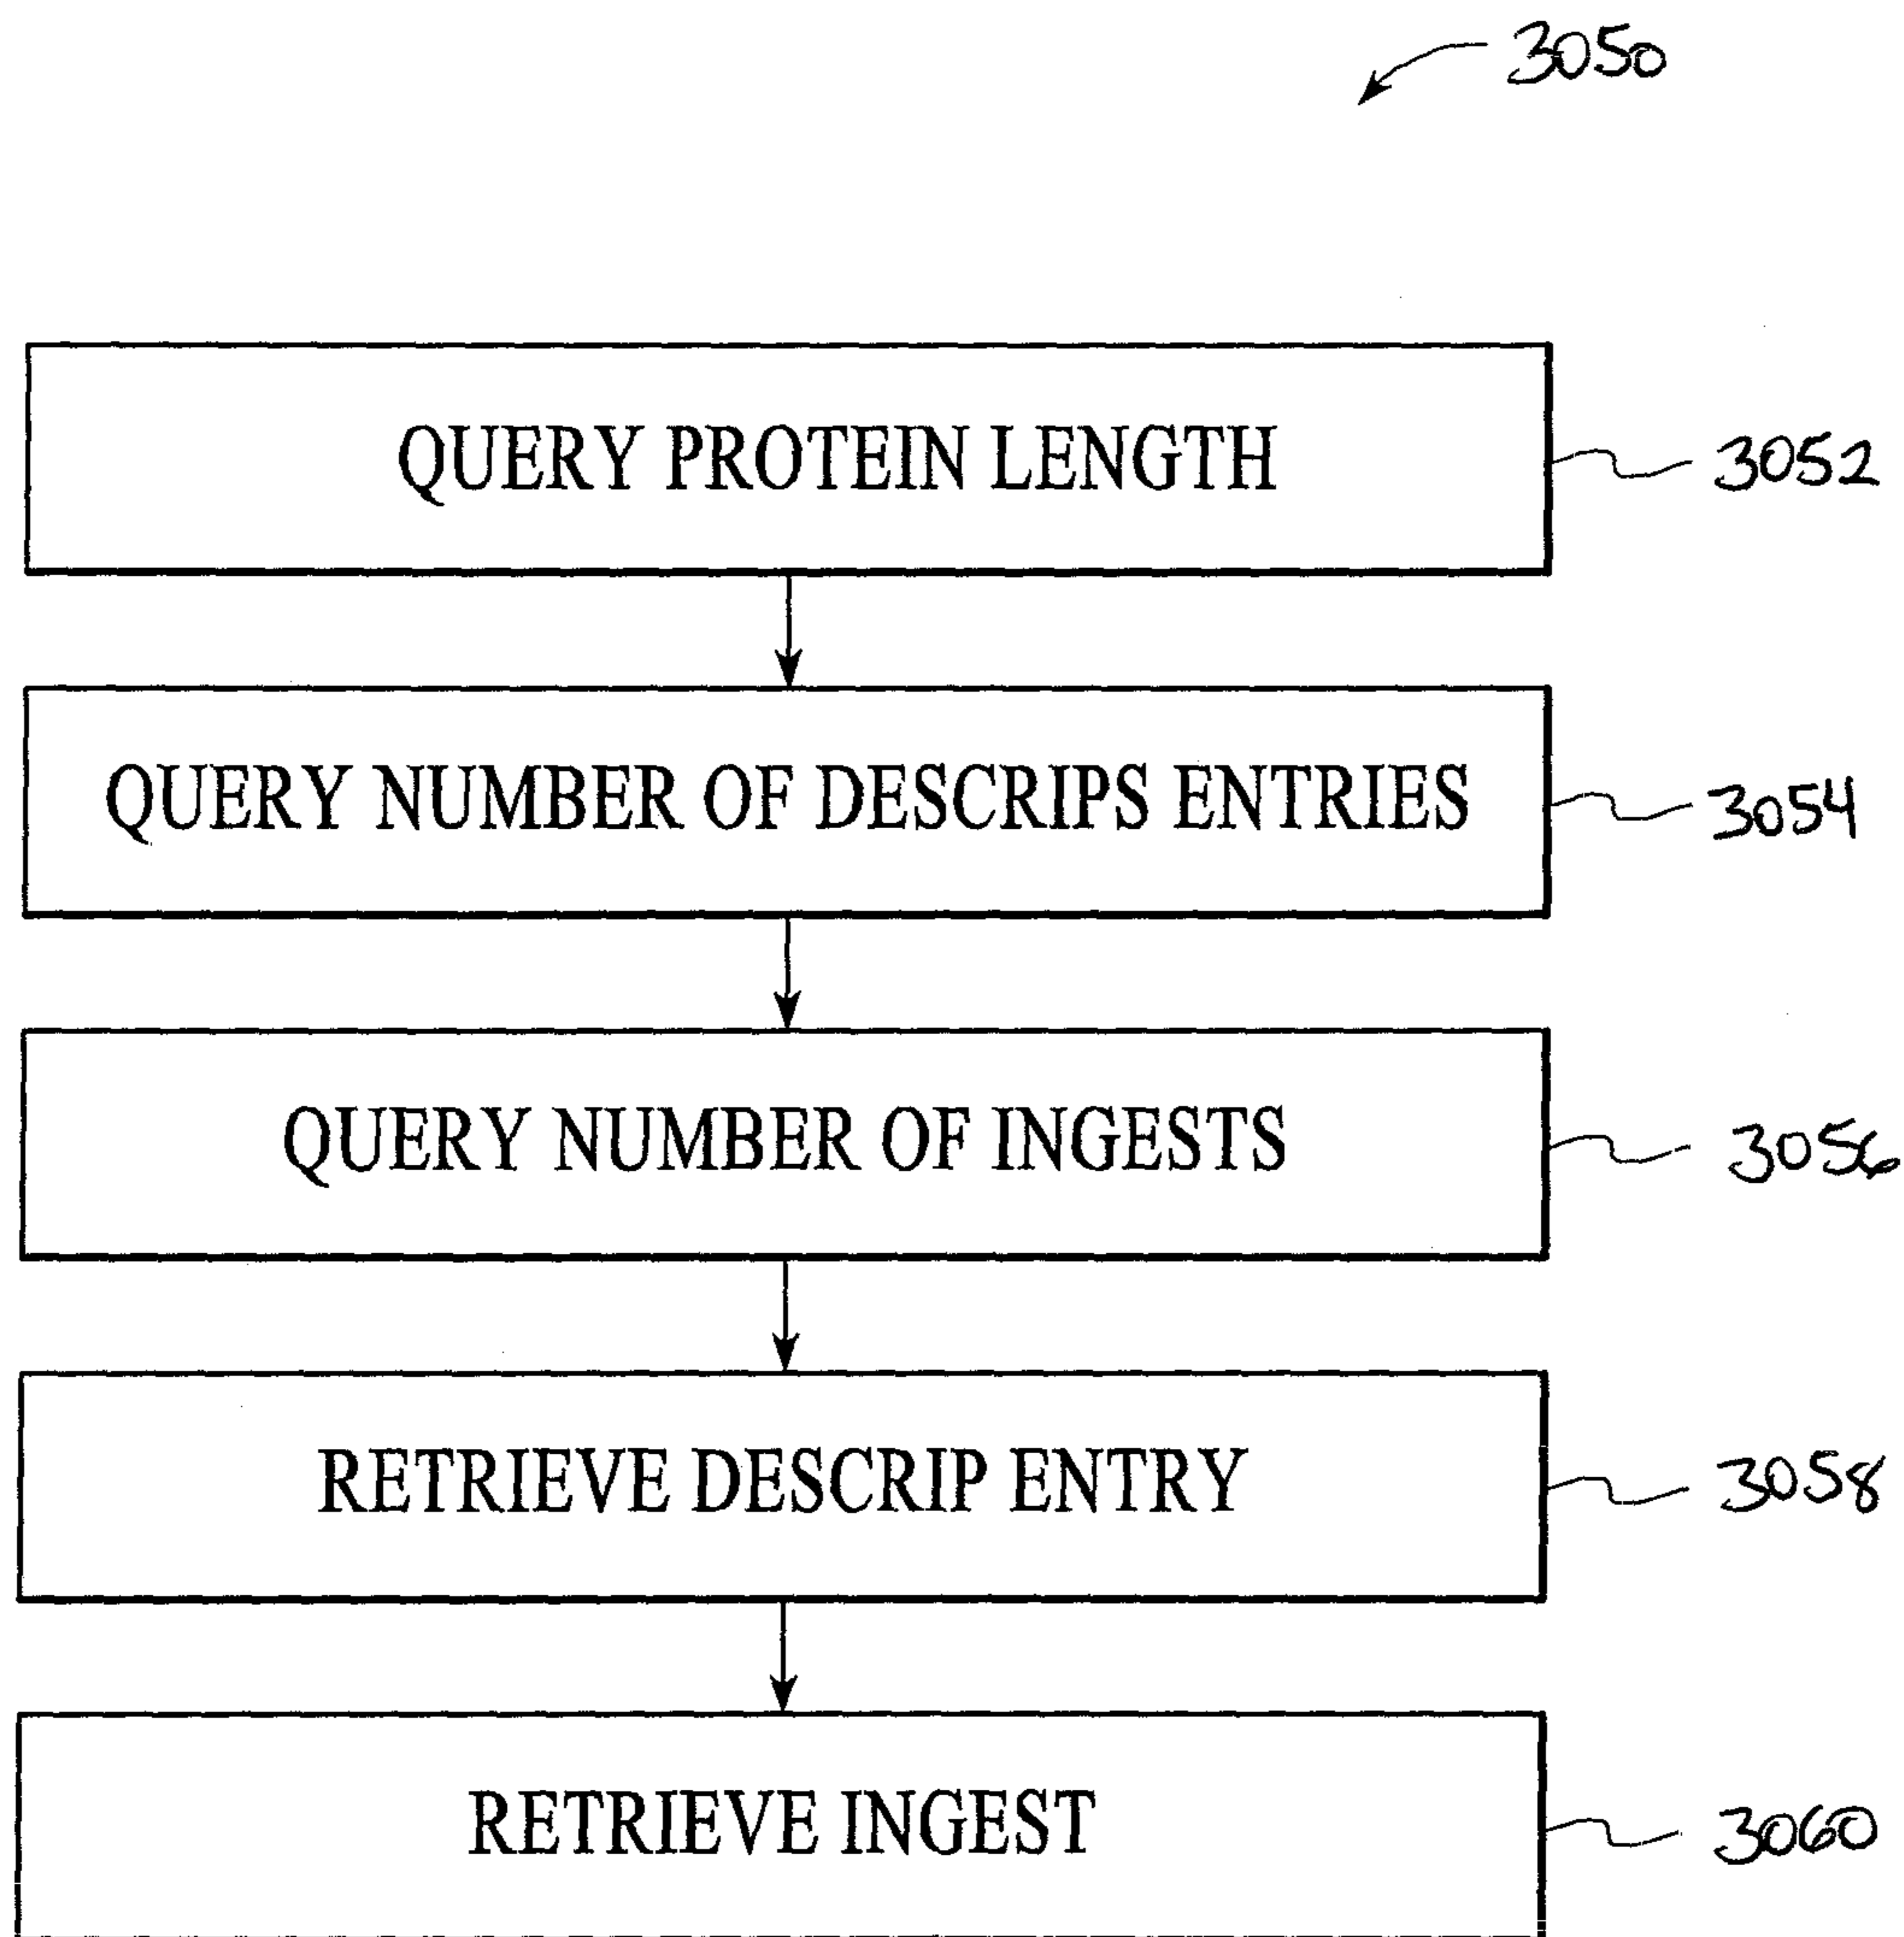 3050
QUERY PROTEIN LENGTH
3052
QUERY NUMBER OF DESCRIPS ENTRIES
3054
QUERY NUMBER OF INGESTS
3056
RETRIEVE DESCRIP ENTRY
3058
RETRIEVE INGEST
3060